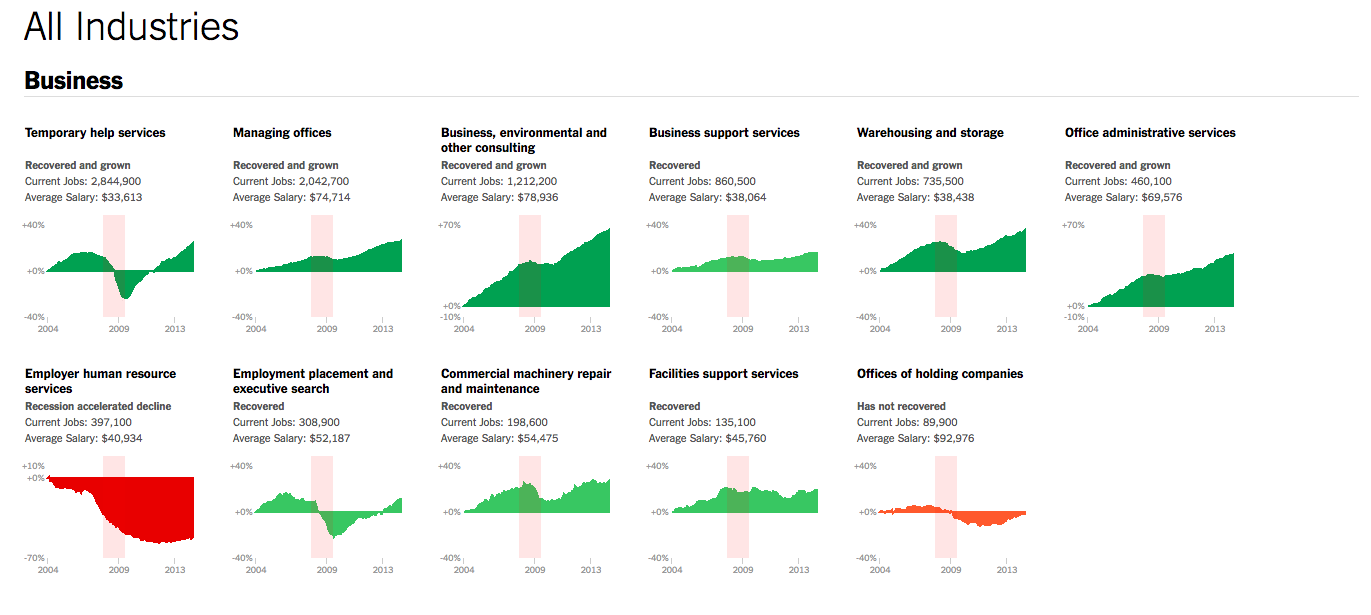 All Industries
Business
Temporary help services
Recovered and grown
Current Jobs: 2,844,900
Average Salary: $33,613
+40%
+0%
-40%
2004 2009 2013
Managing offices
Recovered and grown
Current Jobs: 2,042,700
Average Salary: $74,714
+40%
+0%
-40%
2004 2009 2013
Business, environmental and
other consulting
Recovered and grown
Current Jobs: 1,212,200
Average Salary: $78,936
+70%
+0%
-10%
2004 2009 2013
Business support services
Recovered
Current Jobs: 860,500
Average Salary: $38,064
+40%
+0%
-40%
2004 2009 2013
Warehousing and storage
Recovered and grown
Current Jobs: 735,500
Average Salary: $38,438
+40%
+0%
-40%
2004 2009 2013
Office administrative services
Recovered and grown
Current Jobs: 460,100
Average Salary: $69,576
+70%
+0%
-10%
2004 2009 2013
Employer human resource
services
Recession accelerated decline
Current Jobs: 397,100
Average Salary: $40,934
+10%
+0%
-70%
2004 2009 2013
Employment placement and
executive search
Recovered
Current Jobs: 308,900
Average Salary: $52,187
+40%
+0%
-40%
2004 2009 2013
Commercial machinery repair
and maintenance
Recovered
Current Jobs: 198,600
Average Salary: $54,475
+40%
+0%
-40%
2004 2009 2013
Facilities support services
Recovered
Current Jobs: 135,100
Average Salary: $45,760
+40%
+0%
-40%
2004 2009 2013
Offices of holding companies
Has not recovered
Current Jobs: 89,900
Average Salary: $92,976
+40%
+0%
-40%
2004 2009 2013